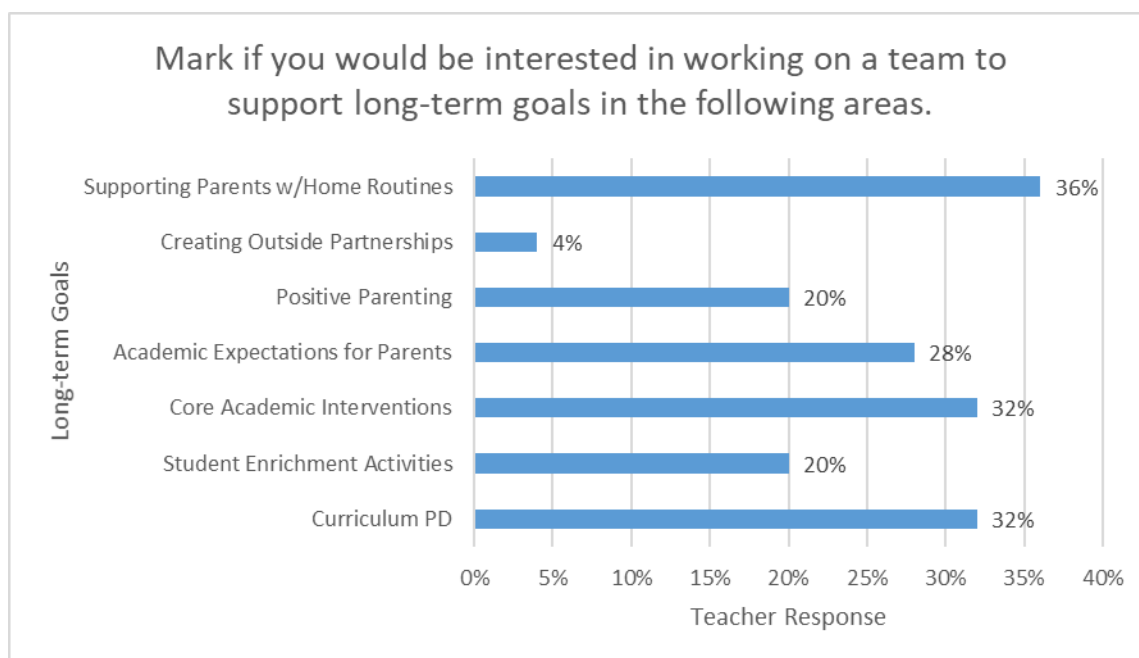 Mark if you would be interested in working on a team to
support long-term goals in the following areas.
Long-term Goals
Supporting Parents w/Home Routines
36%
Creating Outside Partnerships
4%
Positive Parenting
20%
Academic Expectations for Parents
28%
Core Academic Interventions
32%
Student Enrichment Activities
20%
Curriculum PD
32%
0% 5% 10% 15% 20% 25% 30% 35% 40%
Teacher Response